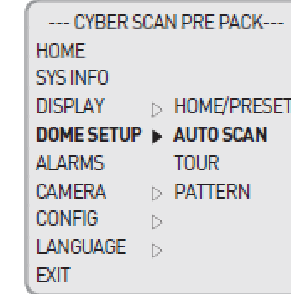 --- CYBER SCAN PRE PACK---
HOME
SYS INFO
DISPLAY ▷ HOME/PRESET
DOME SETUP ▶ AUTO SCAN
ALARMS TOUR
CAMERA ▷ PATTERN
CONFIG ▷
LANGUAGE ▷
EXIT